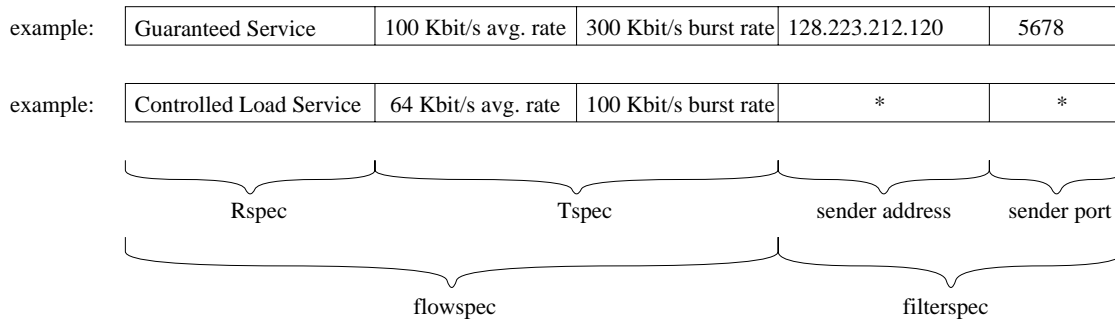 example: Guaranteed Service 100 Kbit/s avg. rate 300 Kbit/s burst rate 128.223.212.120 5678
example: Controlled Load Service 64 Kbit/s avg. rate 100 Kbit/s burst rate * *
Rspec Tspec sender address sender port
flowspec filterspec